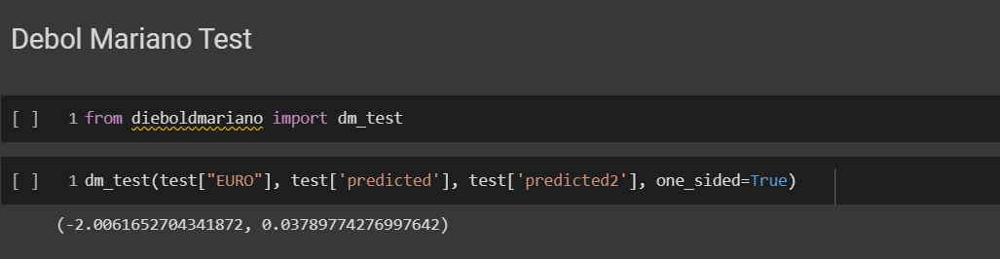 Debol Mariano Test
[ ] 1 from dieboldmariano import dm_test
[ ] 1 dm_test(test["EURO"], test['predicted'], test['predicted2'], one_sided=True)
(-2.0061652704341872, 0.03789774276997642)